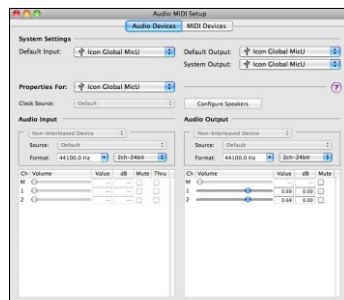 Audio MIDI Setup
Audio Devices MIDI Devices
System Settings
Default Input: Icon Global MicU
Default Output: Icon Global MicU
System Output: Icon Global MicU
Properties For: Icon Global MicU
?
Clock Source: Default
Configure Speakers
Audio Input
Audio Output
Non-Interleaved Device
Non-Interleaved Device
Source: Default
Source: Default
Format: 44100.0 Hz 2ch-24bit
Format: 44100.0 Hz 2ch-24bit
Ch Volume Value dB Mute Thru
Ch Volume Value dB Mute
M
1
2
M
1 0.69 0.00
2 0.69 0.00